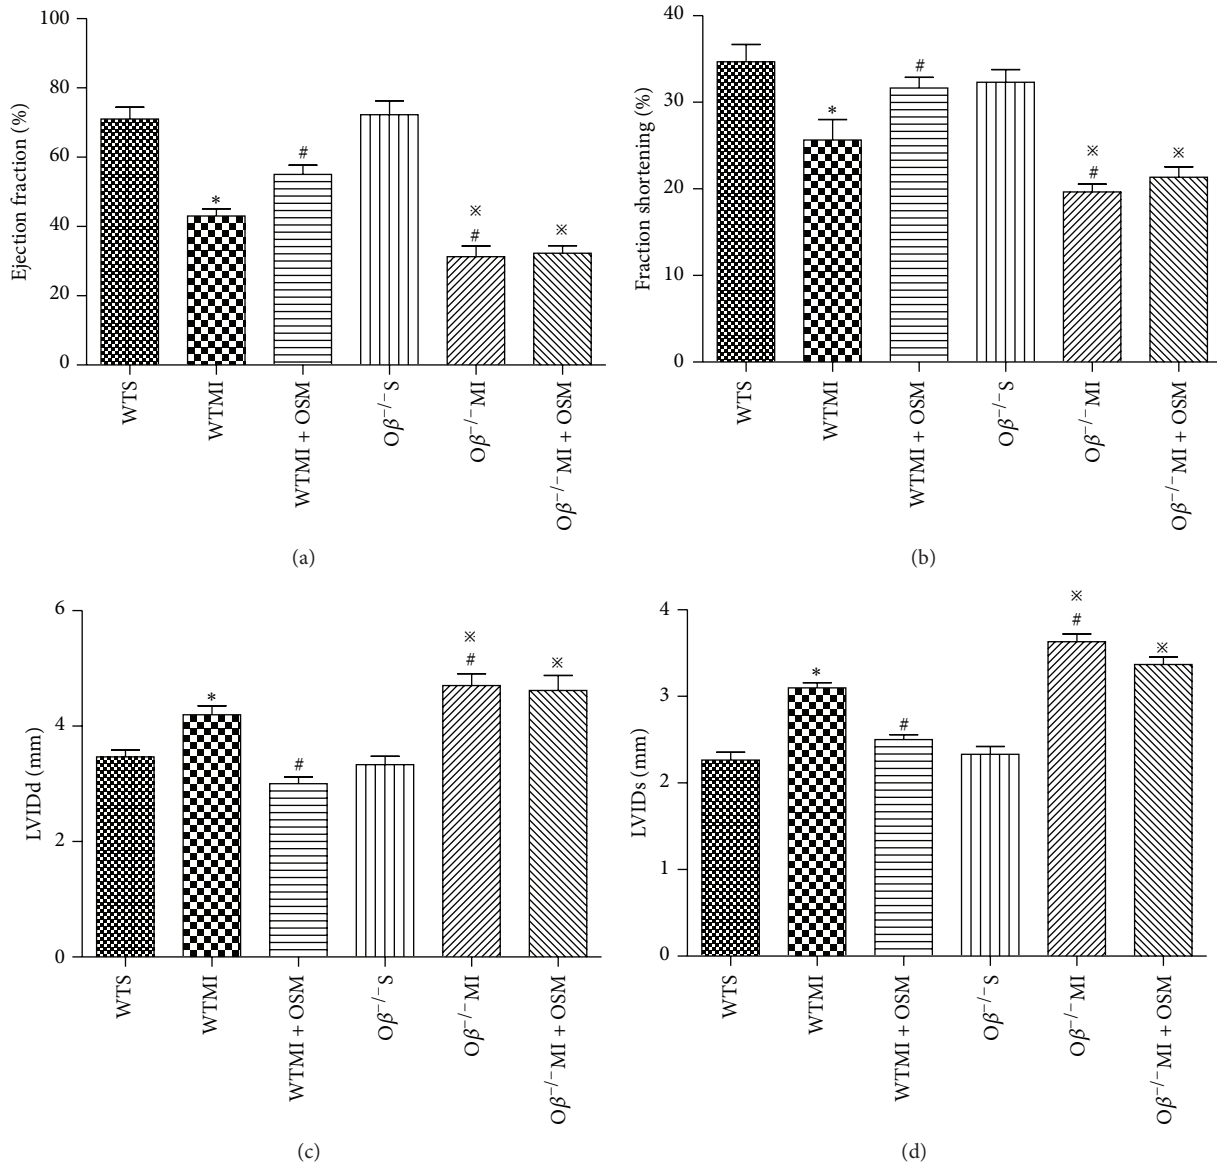 100
80
60
40
20
0
Ejection fraction (%)
*
#
※
#
※
WTS
WTMI
WTMI + OSM
Oβ⁻/⁻S
Oβ⁻/⁻MI
Oβ⁻/⁻MI + OSM
(a)
40
30
20
10
0
Fraction shortening (%)
*
#
※
#
※
WTS
WTMI
WTMI + OSM
Oβ⁻/⁻S
Oβ⁻/⁻MI
Oβ⁻/⁻MI + OSM
(b)
6
4
2
0
LVIDd (mm)
*
#
※
#
※
WTS
WTMI
WTMI + OSM
Oβ⁻/⁻S
Oβ⁻/⁻MI
Oβ⁻/⁻MI + OSM
(c)
4
3
2
1
0
LVIDs (mm)
*
#
※
#
※
WTS
WTMI
WTMI + OSM
Oβ⁻/⁻S
Oβ⁻/⁻MI
Oβ⁻/⁻MI + OSM
(d)